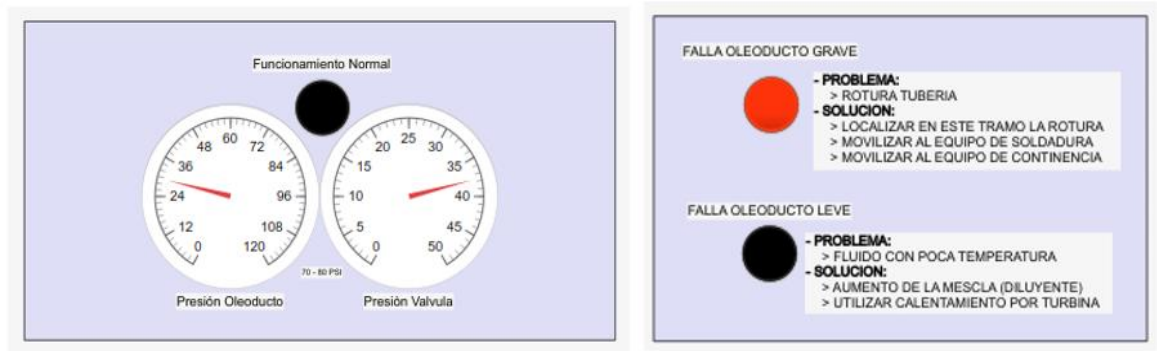 Funcionamiento Normal
0
12
24
36
48
60
72
84
96
108
120
0
5
10
15
20
25
30
35
40
45
50
70 - 80 PSI
Presión Oleoducto
Presión Valvula
FALLA OLEODUCTO GRAVE
- PROBLEMA:
> ROTURA TUBERIA
- SOLUCION:
> LOCALIZAR EN ESTE TRAMO LA ROTURA
> MOVILIZAR AL EQUIPO DE SOLDADURA
> MOVILIZAR AL EQUIPO DE CONTINENCIA
FALLA OLEODUCTO LEVE
- PROBLEMA:
> FLUIDO CON POCA TEMPERATURA
- SOLUCION:
> AUMENTO DE LA MESCLA (DILUYENTE)
> UTILIZAR CALENTAMIENTO POR TURBINA